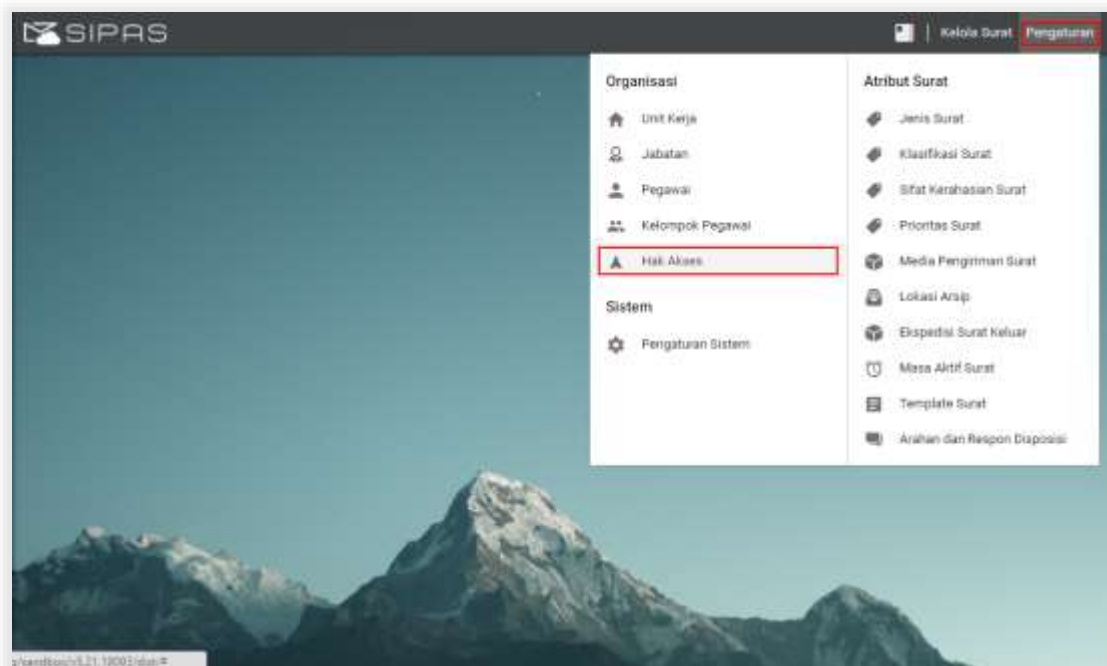 SIPAS
Kelola Surat
Pengaturan
Organisasi
Unit Kerja
Jabatan
Pegawai
Kelompok Pegawai
Hak Akses
Sistem
Pengaturan Sistem
Atribut Surat
Jenis Surat
Klasifikasi Surat
Sifat Kerahasian Surat
Prioritas Surat
Media Pengiriman Surat
Lokasi Arsip
Ekspedisi Surat Keluar
Masa Aktif Surat
Template Surat
Arahan dan Respon Disposisi